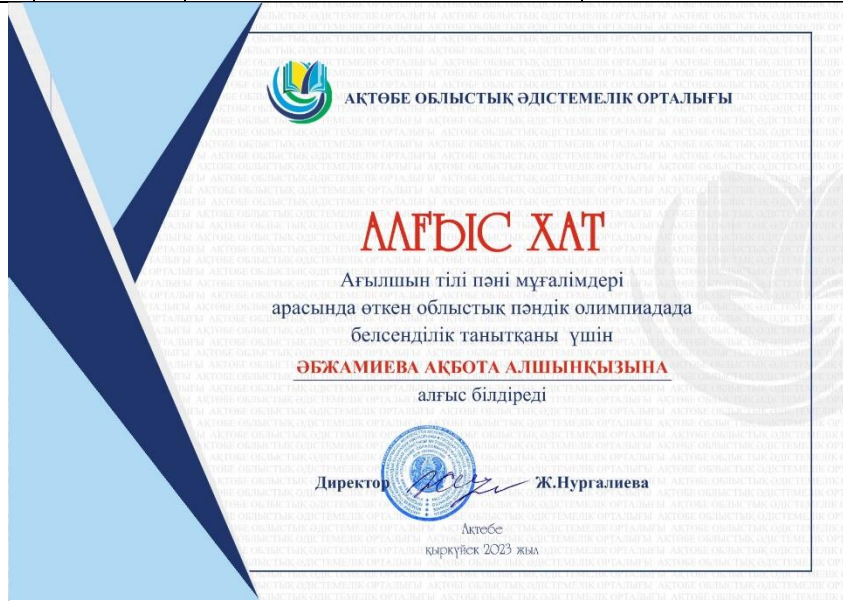 АҚТӨБЕ ОБЛЫСТЫҚ ӘДІСТЕМЕЛІК ОРТАЛЫҒЫ
АЛҒЫС ХАТ
Ағылшын тілі пәні мұғалімдері
арасында өткен облыстық пәндік олимпиадада
белсенділік танытқаны үшін
ӘБЖАМИЕВА АҚБОТА АЛШЫНҚЫЗЫНА
алғыс білдіреді
Директор Ж.Нургалиева
Ақтөбе
қыркүйек 2023 жыл